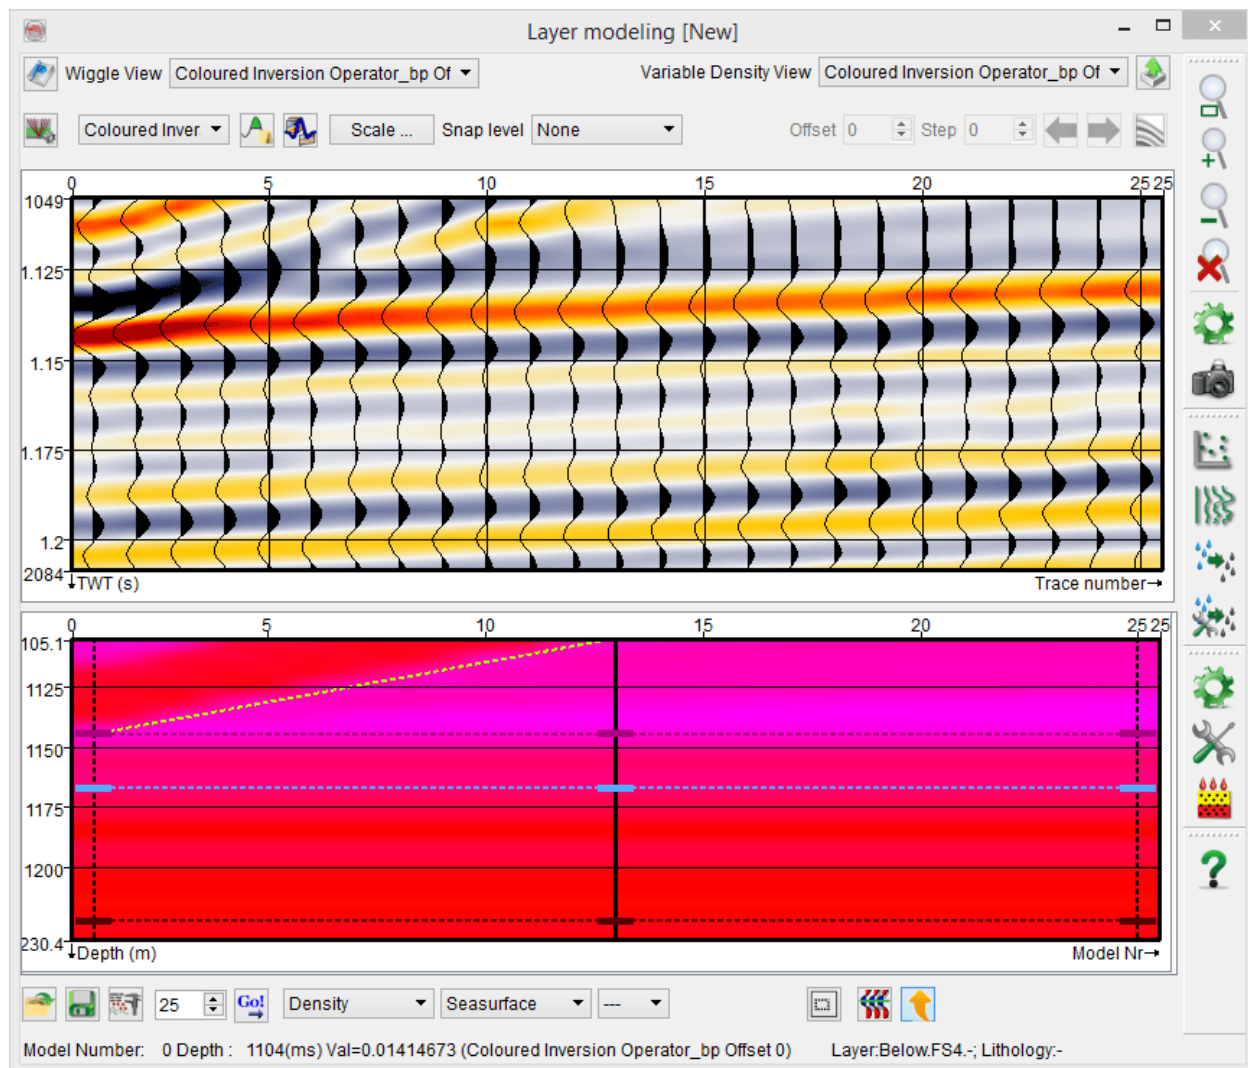 Layer modeling [New]
Wiggle View Coloured Inversion Operator_bp Of Variable Density View Coloured Inversion Operator_bp Of
Coloured Inver Scale ... Snap level None Offset 0 Step 0
0 5 10 15 20 25 25
1049
1.125
1.15
1.175
1.2
2084
TWT (s) Trace number
0 5 10 15 20 25 25
105.1
1125
1150
1175
1200
230.4
Depth (m) Model Nr
25 Go! Density Seasurface ---
Model Number: 0 Depth : 1104(ms) Val=0.01414673 (Coloured Inversion Operator_bp Offset 0) Layer:Below.FS4.-; Lithology:-